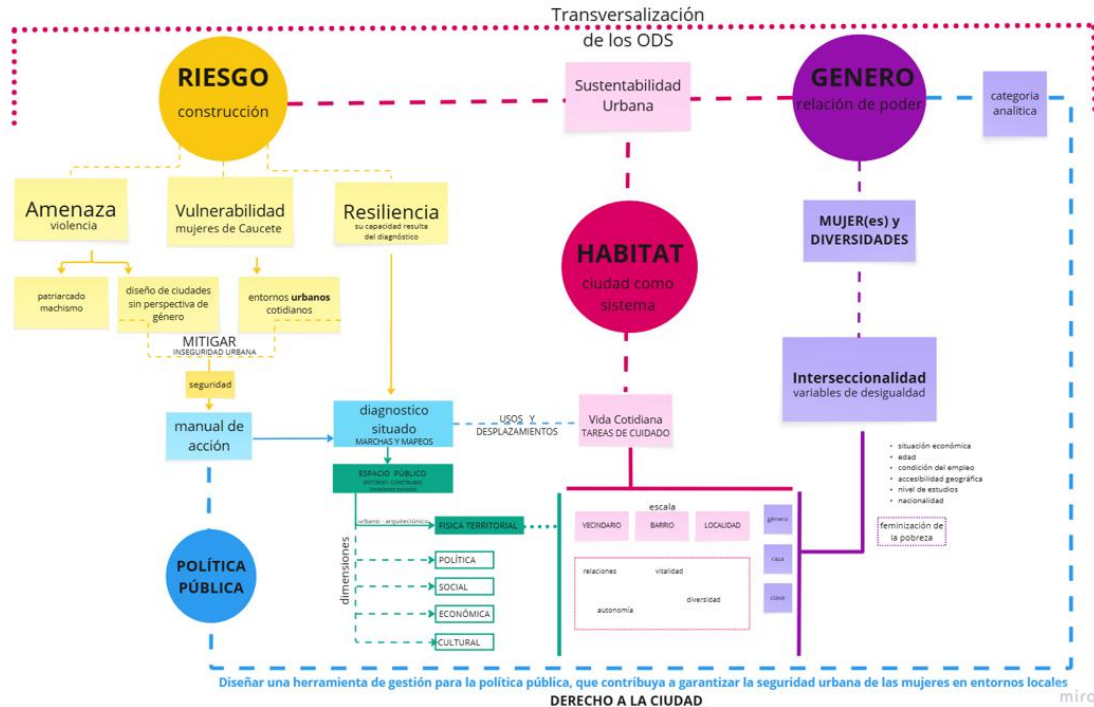 Transversalización
de los ODS
RIESGO
construcción
Sustentabilidad
Urbana
GENERO
relación de poder
categoria
analitica
Amenaza
violencia
Vulnerabilidad
mujeres de Caucete
Resiliencia
su capacidad resulta
del diagnóstico
MUJER(es) y
DIVERSIDADES
HABITAT
ciudad como
sistema
patriarcado
machismo
diseño de ciudades
sin perspectiva de
género
entornos urbanos
cotidianos
MITIGAR
INSEGURIDAD URBANA
seguridad
Interseccionalidad
variables de desigualdad
manual de
acción
diagnostico
situado
MARCHAS Y MAPEOS
USOS Y
DESPLAZAMIENTOS
Vida Cotidiana
TAREAS DE CUIDADO
situación económica
edad
condición del empleo
accesibilidad geográfica
nivel de estudios
nacionalidad
feminización de
la pobreza
ESPACIO PÚBLICO
ENTORNO CONSTRUIDO
urbano - arquitectónico
FISICA TERRITORIAL
dimensiones
POLÍTICA
SOCIAL
ECONÓMICA
CULTURAL
escala
VECINDARIO
BARRIO
LOCALIDAD
género
raza
clase
relaciones
vitalidad
diversidad
autonomía
POLÍTICA
PÚBLICA
Diseñar una herramienta de gestión para la política pública, que contribuya a garantizar la seguridad urbana de las mujeres en entornos locales
DERECHO A LA CIUDAD
miro